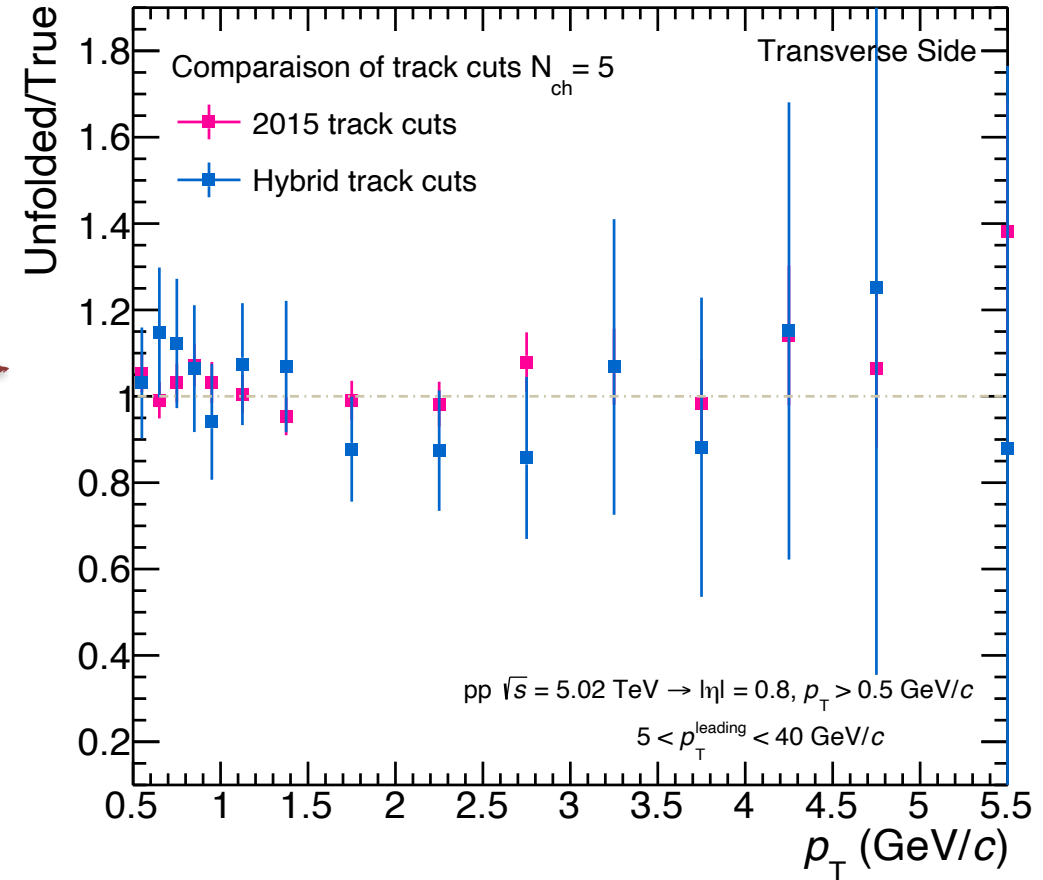 Unfolded/True
1.8
1.6
1.4
1.2
1
0.8
0.6
0.4
0.2
Comparaison of track cuts N_ch = 5
2015 track cuts
Hybrid track cuts
Transverse Side
pp √s = 5.02 TeV → |η| = 0.8, p_T > 0.5 GeV/c
5 < p_T^leading < 40 GeV/c
0.5 1 1.5 2 2.5 3 3.5 4 4.5 5 5.5
p_T (GeV/c)